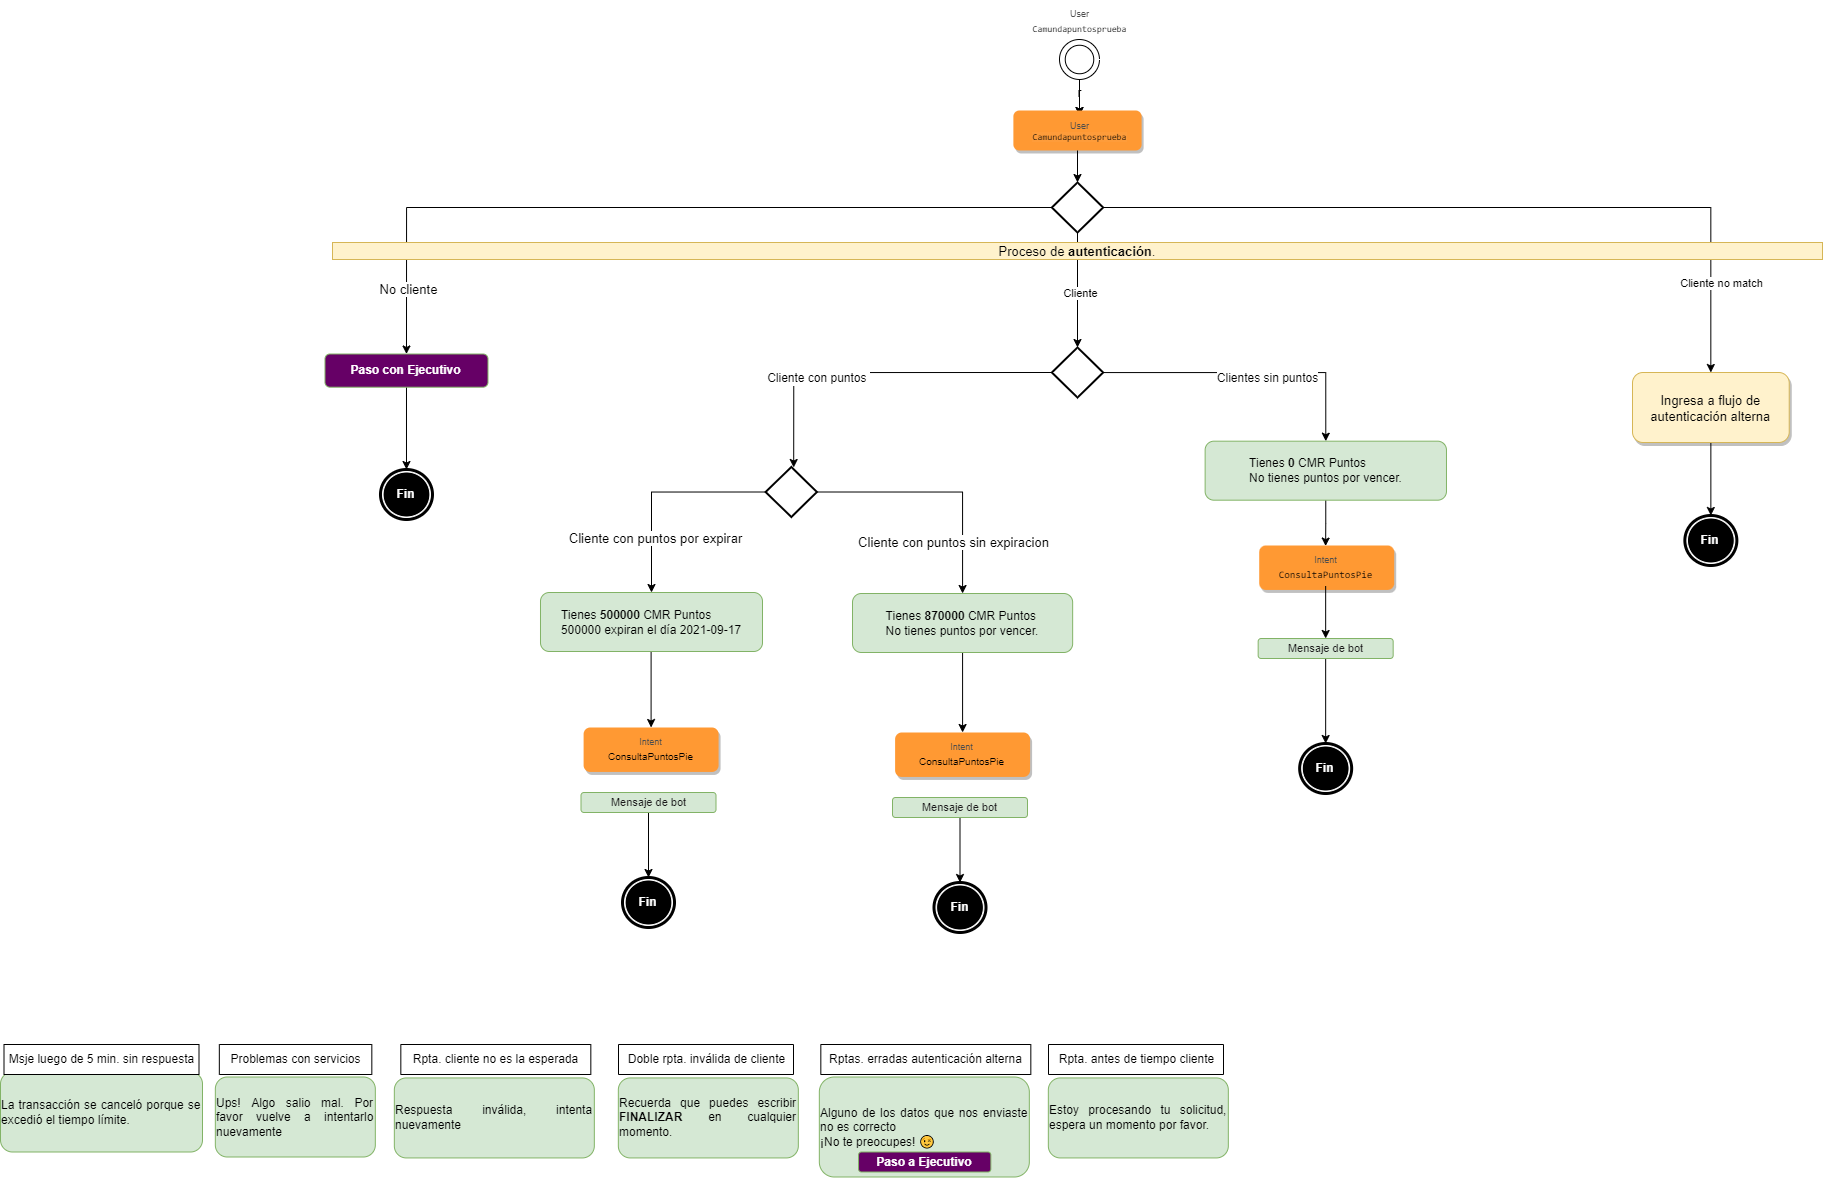 User
Camundapuntosprueba
User
Camundapuntosprueba
Proceso de autenticación.
No cliente
Cliente
Cliente no match
Paso con Ejecutivo
Cliente con puntos
Clientes sin puntos
Ingresa a flujo de
autenticación alterna
Tienes 0 CMR Puntos
No tienes puntos por vencer.
Fin
Cliente con puntos por expirar
Cliente con puntos sin expiracion
Fin
Intent
ConsultaPuntosPie
Tienes 500000 CMR Puntos
500000 expiran el día 2021-09-17
Tienes 870000 CMR Puntos
No tienes puntos por vencer.
Mensaje de bot
Intent
ConsultaPuntosPie
Intent
ConsultaPuntosPie
Fin
Mensaje de bot
Mensaje de bot
Fin
Fin
Msje luego de 5 min. sin respuesta
La transacción se canceló porque se
excedió el tiempo límite.
Problemas con servicios
Ups! Algo salio mal. Por
favor vuelve a intentarlo
nuevamente
Rpta. cliente no es la esperada
Respuesta inválida, intenta
nuevamente
Doble rpta. inválida de cliente
Recuerda que puedes escribir
FINALIZAR en cualquier
momento.
Rptas. erradas autenticación alterna
Alguno de los datos que nos enviaste
no es correcto
¡No te preocupes! 😉
Paso a Ejecutivo
Rpta. antes de tiempo cliente
Estoy procesando tu solicitud,
espera un momento por favor.